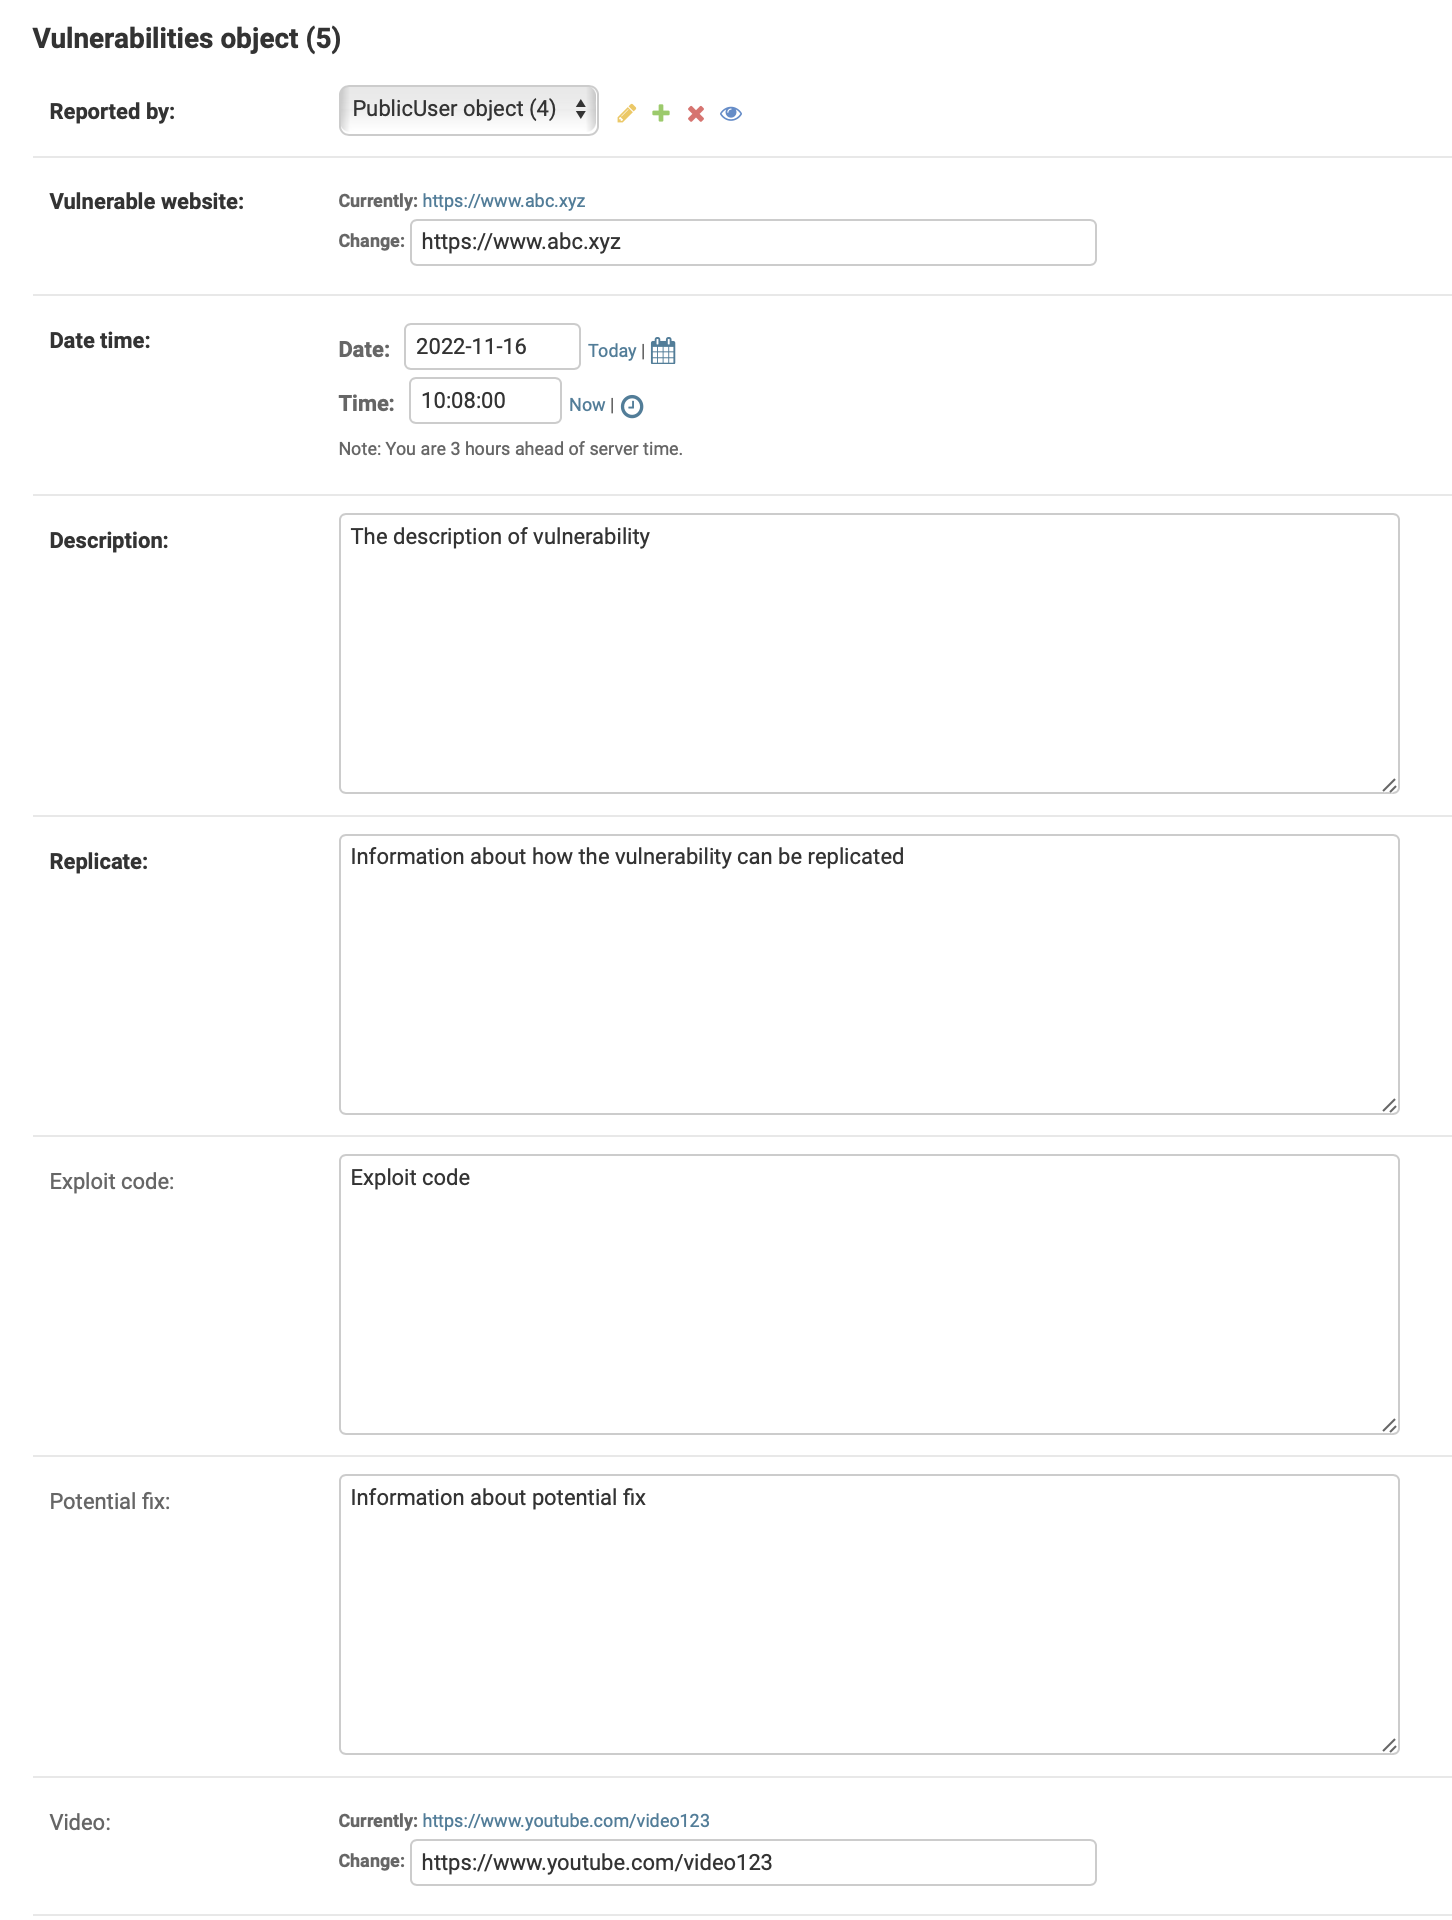 Vulnerabilities object (5)
Reported by: PublicUser object (4)
Vulnerable website: Currently: https://www.abc.xyz
Change: https://www.abc.xyz
Date time: Date: 2022-11-16 Today |
Time: 10:08:00 Now |
Note: You are 3 hours ahead of server time.
Description: The description of vulnerability
Replicate: Information about how the vulnerability can be replicated
Exploit code: Exploit code
Potential fix: Information about potential fix
Video: Currently: https://www.youtube.com/video123
Change: https://www.youtube.com/video123